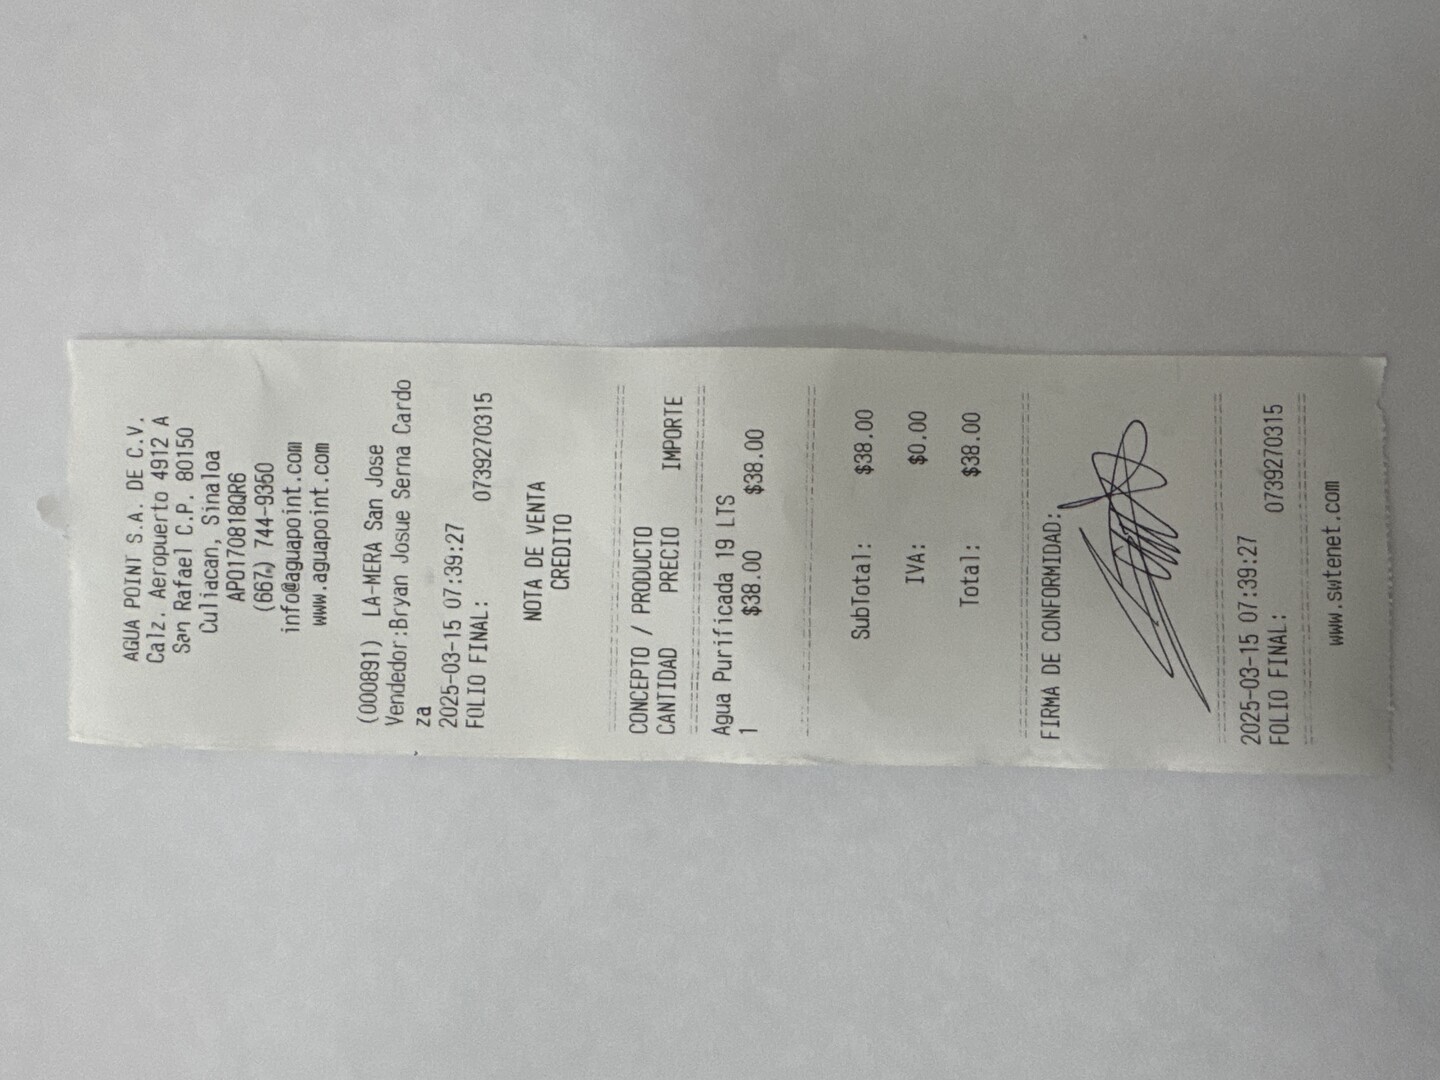 AGUA POINT S.A. DE C.V.
Calz. Aeropuerto 4912 A
San Rafael C.P. 80150
Culiacan, Sinaloa
APO170818QR6
(667) 744-9360
info@aguapoint.com
www.aguapoint.com
(000891) LA-MERA San Jose
Vendedor:Bryan Josue Serna Cardo
za
2025-03-15 07:39:27
FOLIO FINAL: 0739270315
NOTA DE VENTA
CREDITO
CONCEPTO / PRODUCTO
CANTIDAD PRECIO IMPORTE
Agua Purificada 19 LTS
1 $38.00 $38.00
SubTotal: $38.00
IVA: $0.00
Total: $38.00
FIRMA DE CONFORMIDAD:
2025-03-15 07:39:27
FOLIO FINAL: 0739270315
www.swtenet.com